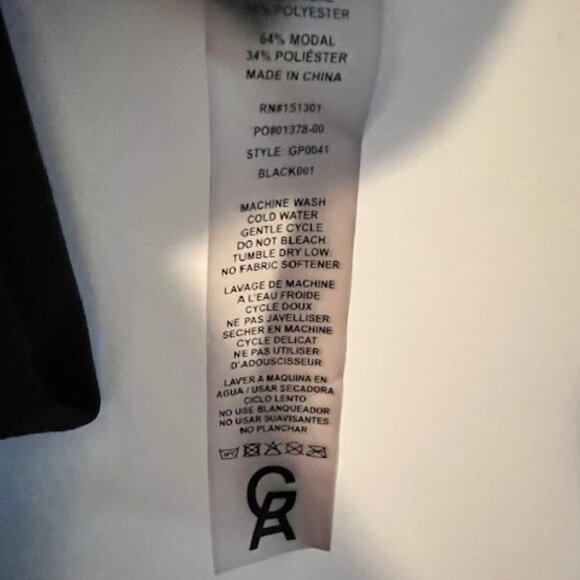 POLYESTER
64% MODAL
34% POLIÉSTER
MADE IN CHINA
RN#151301
PO#01378-00
STYLE: GP0041
BLACK001
MACHINE WASH
COLD WATER
GENTLE CYCLE
DO NOT BLEACH
TUMBLE DRY LOW
NO FABRIC SOFTENER
LAVAGE DE MACHINE
A L'EAU FROIDE
CYCLE DOUX
NE PAS JAVELLISER
SECHER EN MACHINE
CYCLE DELICAT
NE PAS UTILISER
D'ADOUSCISSEUR
LAVER A MAQUINA EN
AGUA / USAR SECADORA
CICLO LENTO
NO USE BLANQUEADOR
NO USAR SUAVISANTES
NO PLANCHAR
GA